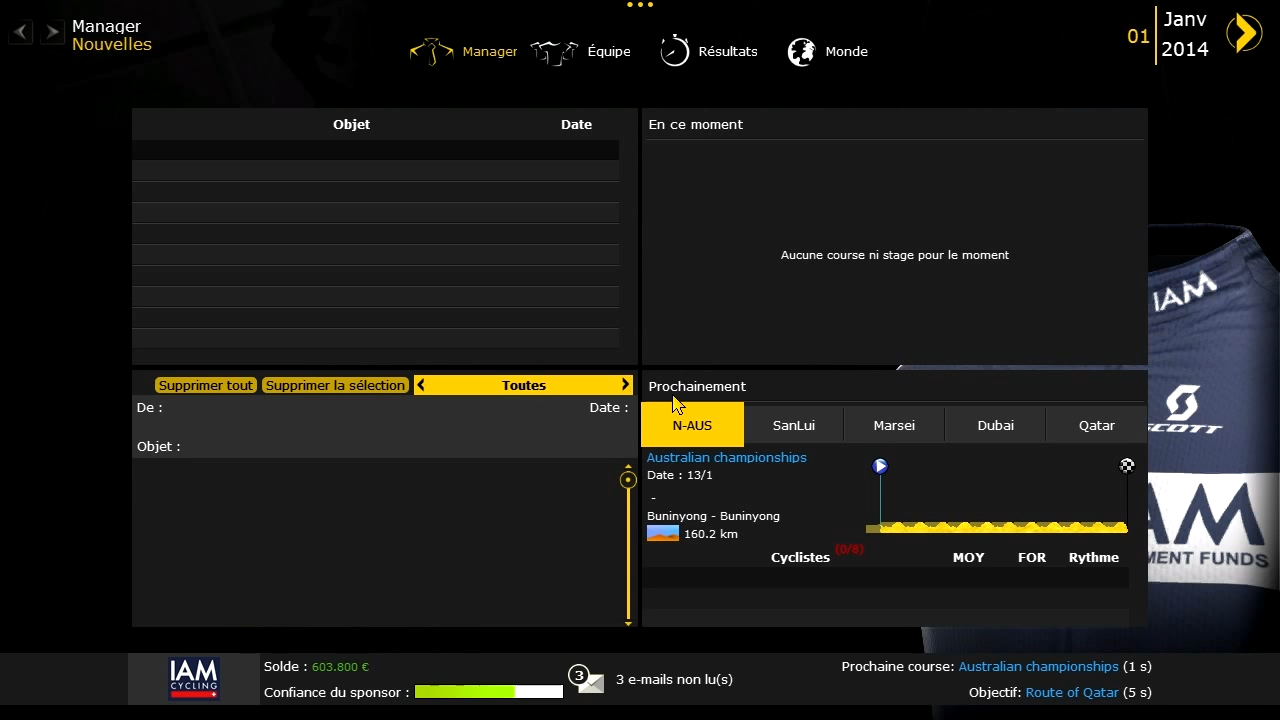 Manager
Nouvelles
Manager
Équipe
Résultats
Monde
01
Janv
2014
Objet
Date
En ce moment
Aucune course ni stage pour le moment
Supprimer tout
Supprimer la sélection
Toutes
De :
Date :
Objet :
Prochainement
N-AUS
SanLui
Marsei
Dubai
Qatar
Australian championships
Date : 13/1
-
Buninyong - Buninyong
160.2 km
Cyclistes
(0/8)
MOY
FOR
Rythme
IAM
SCOTT
AM
MENT FUNDS
IAM
CYCLING
Solde : 603.800 €
Confiance du sponsor :
3
3 e-mails non lu(s)
Prochaine course: Australian championships (1 s)
Objectif: Route of Qatar (5 s)